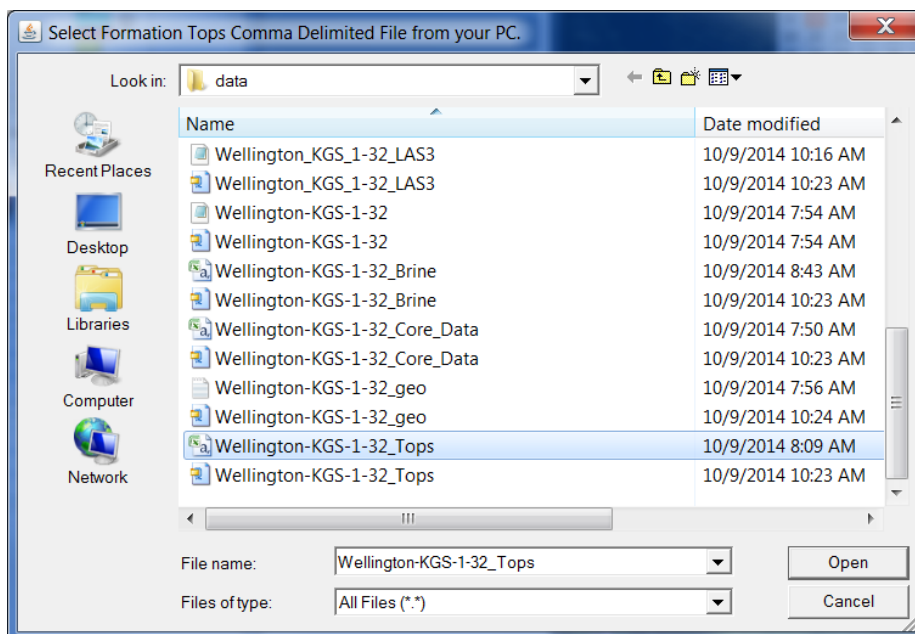 Select Formation Tops Comma Delimited File from your PC.
Look in: data
Name Date modified
Recent Places
Desktop
Libraries
Computer
Network
Wellington_KGS_1-32_LAS3 10/9/2014 10:16 AM
Wellington_KGS_1-32_LAS3 10/9/2014 10:23 AM
Wellington-KGS-1-32 10/9/2014 7:54 AM
Wellington-KGS-1-32 10/9/2014 7:54 AM
Wellington-KGS-1-32_Brine 10/9/2014 8:43 AM
Wellington-KGS-1-32_Brine 10/9/2014 10:23 AM
Wellington-KGS-1-32_Core_Data 10/9/2014 7:50 AM
Wellington-KGS-1-32_Core_Data 10/9/2014 10:23 AM
Wellington-KGS-1-32_geo 10/9/2014 7:56 AM
Wellington-KGS-1-32_geo 10/9/2014 10:24 AM
Wellington-KGS-1-32_Tops 10/9/2014 8:09 AM
Wellington-KGS-1-32_Tops 10/9/2014 10:23 AM
File name: Wellington-KGS-1-32_Tops Open
Files of type: All Files (*.*) Cancel